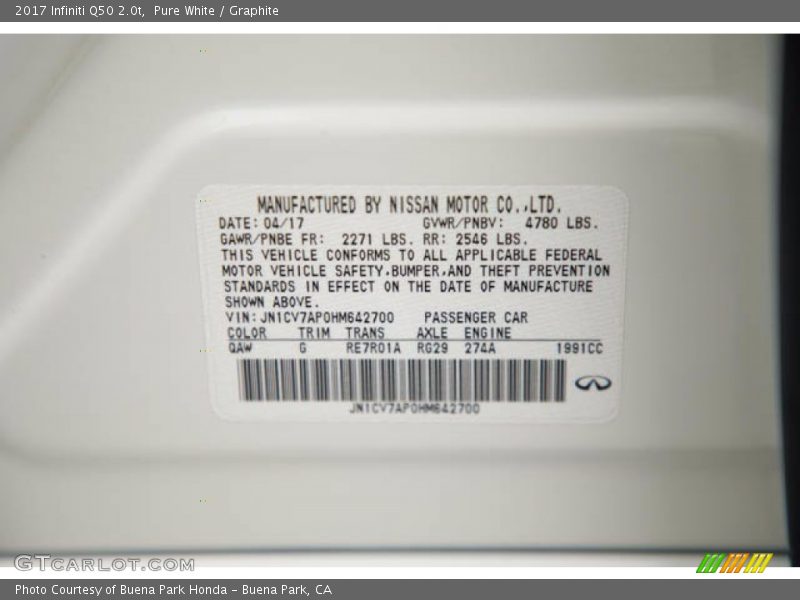 2017 Infiniti Q50 2.0t, Pure White / Graphite
MANUFACTURED BY NISSAN MOTOR CO.,LTD.
DATE: 04/17 GVWR/PNBV: 4780 LBS.
GAWR/PNBE FR: 2271 LBS. RR: 2546 LBS.
THIS VEHICLE CONFORMS TO ALL APPLICABLE FEDERAL
MOTOR VEHICLE SAFETY,BUMPER,AND THEFT PREVENTION
STANDARDS IN EFFECT ON THE DATE OF MANUFACTURE
SHOWN ABOVE.
VIN: JN1CV7AP0HM642700 PASSENGER CAR
COLOR TRIM TRANS AXLE ENGINE
QAW G RE7R01A RG29 274A 1991CC
JN1CV7AP0HM642700
GTCARLOT.COM
Photo Courtesy of Buena Park Honda - Buena Park, CA